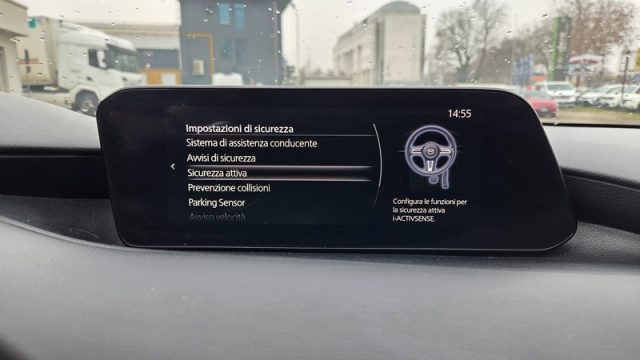 14:55
Impostazioni di sicurezza
Sistema di assistenza conducente
Avvisi di sicurezza
Sicurezza attiva
Prevenzione collisioni
Parking Sensor
Avviso velocità
Configura le funzioni per
la sicurezza attiva
i-ACTIVSENSE.